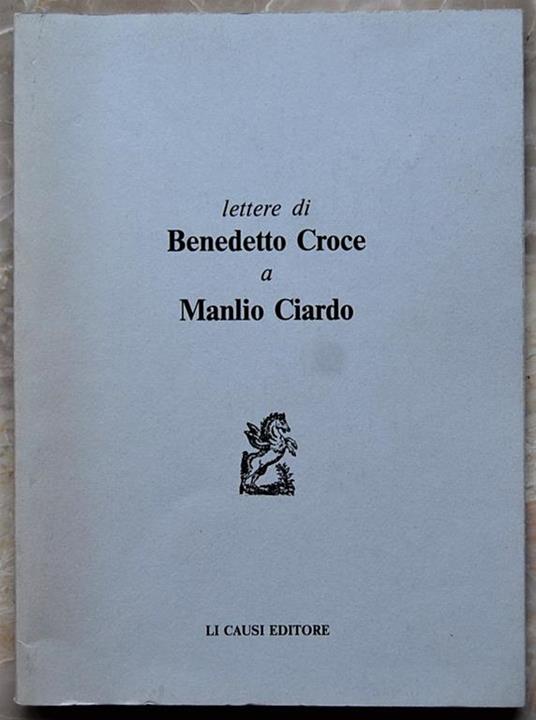 lettere di
Benedetto Croce
a
Manlio Ciardo
LI CAUSI EDITORE